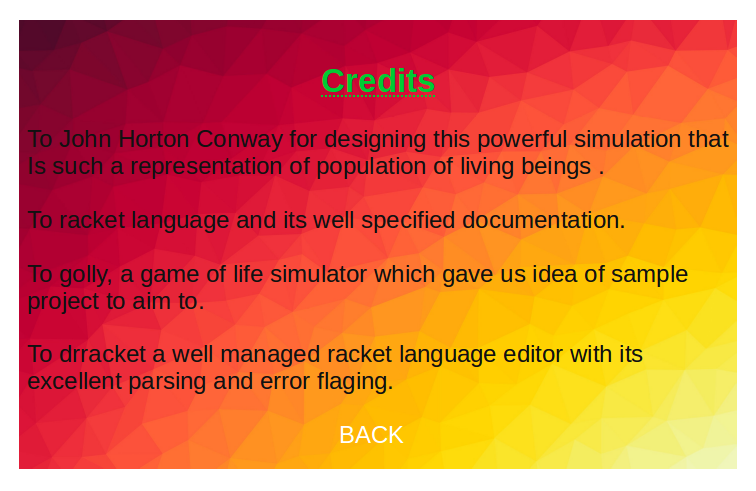 Credits
To John Horton Conway for designing this powerful simulation that
Is such a representation of population of living beings .
To racket language and its well specified documentation.
To golly, a game of life simulator which gave us idea of sample
project to aim to.
To drracket a well managed racket language editor with its
excellent parsing and error flaging.
BACK